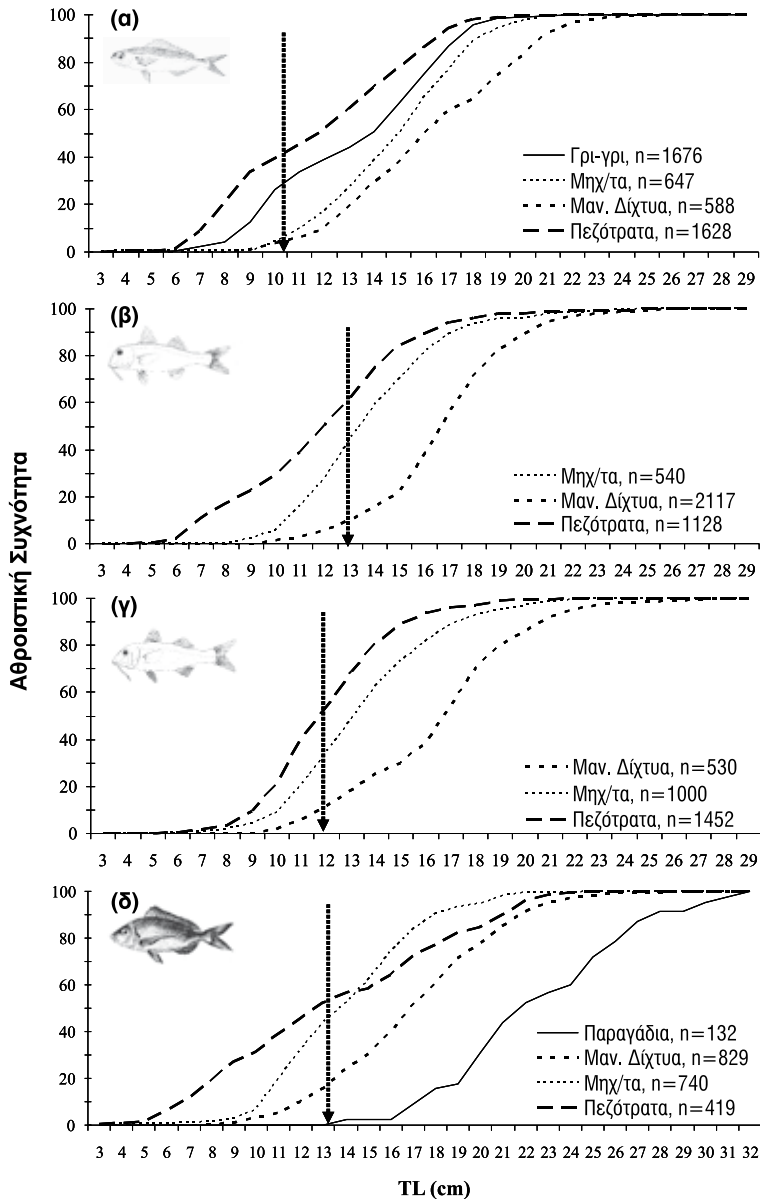 (α)
100
80
60
40
20
0
Γρι-γρι, n=1676
Μηχ/τα, n=647
Μαν. Δίχτυα, n=588
Πεζότρατα, n=1628
3 4 5 6 7 8 9 10 11 12 13 14 15 16 17 18 19 20 21 22 23 24 25 26 27 28 29
(β)
100
80
60
40
20
0
Μηχ/τα, n=540
Μαν. Δίχτυα, n=2117
Πεζότρατα, n=1128
3 4 5 6 7 8 9 10 11 12 13 14 15 16 17 18 19 20 21 22 23 24 25 26 27 28 29
Αθροιστική Συχνότητα
(γ)
100
80
60
40
20
0
Μαν. Δίχτυα, n=530
Μηχ/τα, n=1000
Πεζότρατα, n=1452
3 4 5 6 7 8 9 10 11 12 13 14 15 16 17 18 19 20 21 22 23 24 25 26 27 28 29
(δ)
100
80
60
40
20
0
Παραγάδια, n=132
Μαν. Δίχτυα, n=829
Μηχ/τα, n=740
Πεζότρατα, n=419
3 4 5 6 7 8 9 10 11 12 13 14 15 16 17 18 19 20 21 22 23 24 25 26 27 28 29 30 31 32
TL (cm)